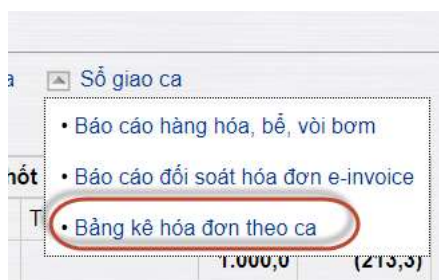 a Sổ giao ca
• Báo cáo hàng hóa, bể, vòi bơm
nốt • Báo cáo đối soát hóa đơn e-invoice
T • Bảng kê hóa đơn theo ca
1.000,0 (213,3)